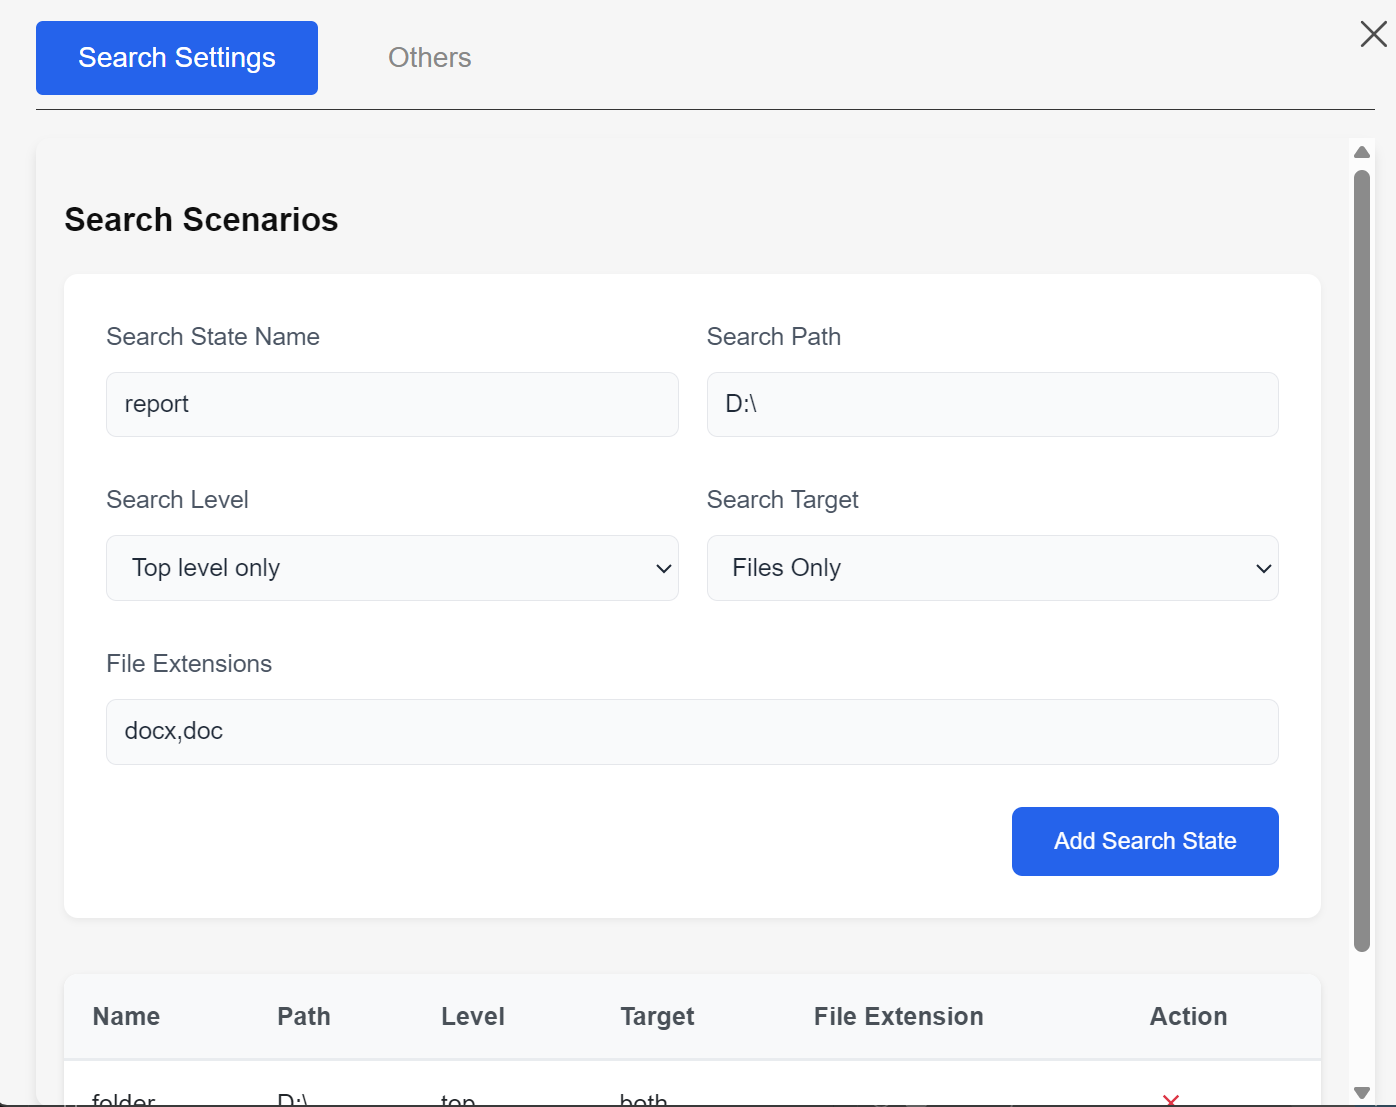 Search Settings
Others
Search Scenarios
Search State Name
Search Path
report
D:\
Search Level
Search Target
Top level only
Files Only
File Extensions
docx,doc
Add Search State
Name Path Level Target File Extension Action
folder D:\ top both